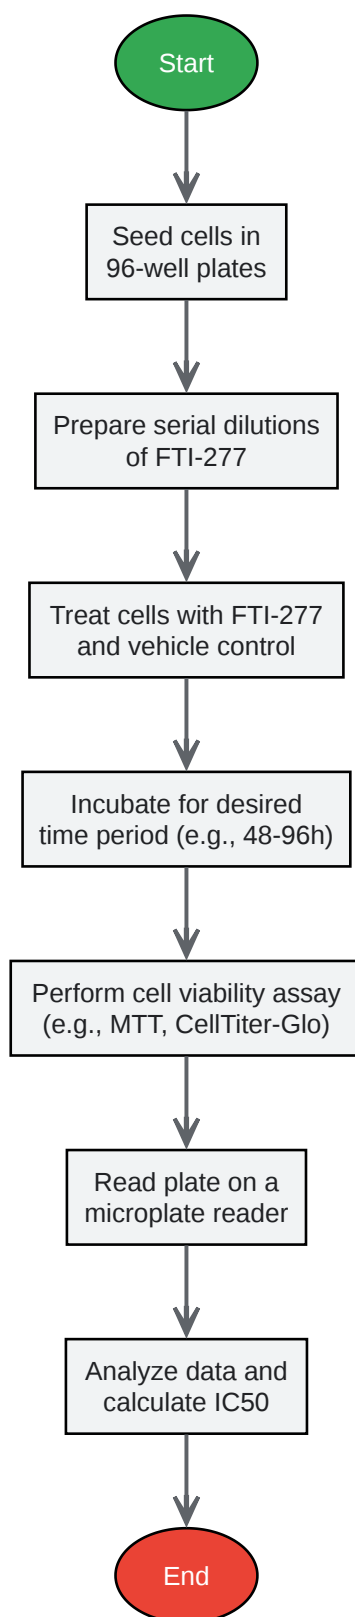 Start
Seed cells in
96-well plates
Prepare serial dilutions
of FTI-277
Treat cells with FTI-277
and vehicle control
Incubate for desired
time period (e.g., 48-96h)
Perform cell viability assay
(e.g., MTT, CellTiter-Glo)
Read plate on a
microplate reader
Analyze data and
calculate IC50
End